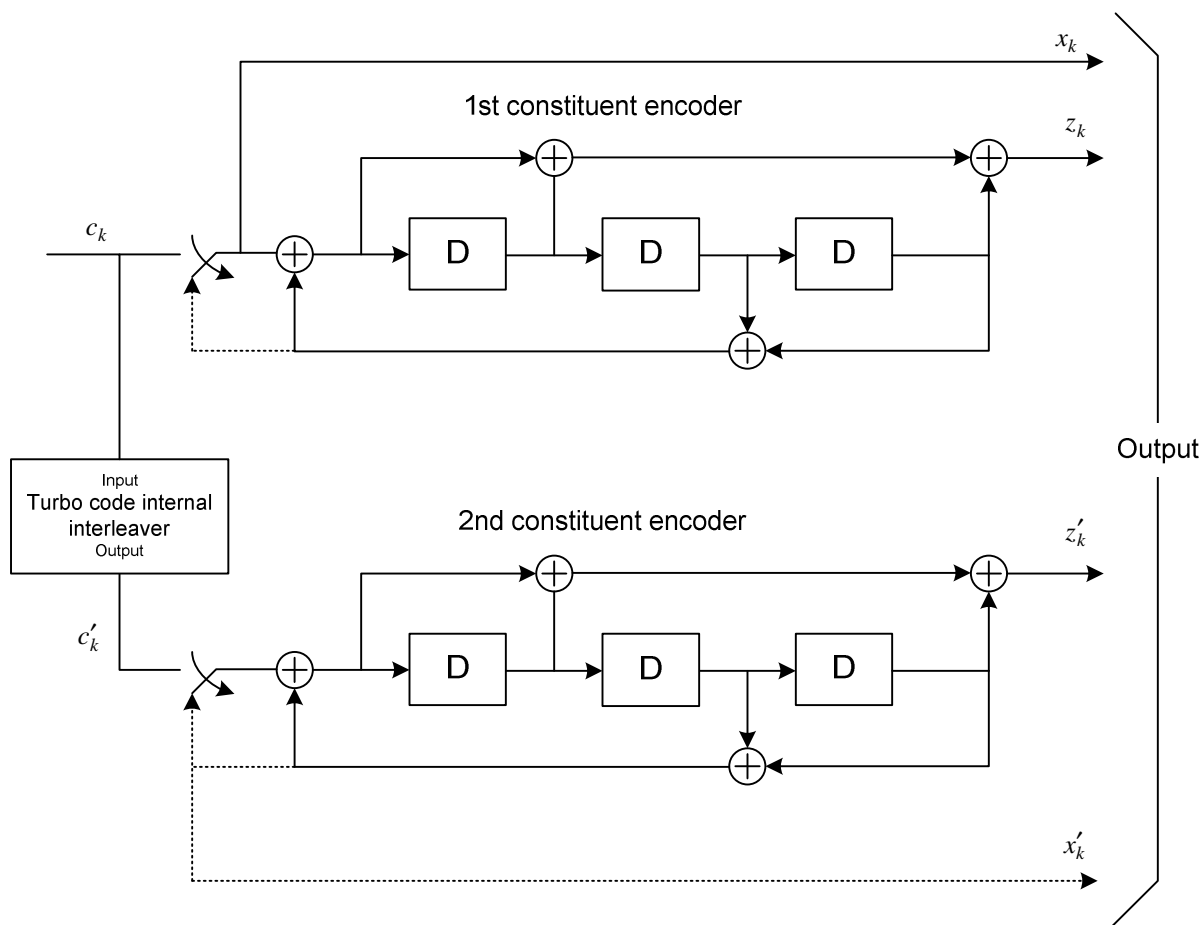 x_k
1st constituent encoder
z_k
c_k
D
D
D
Output
Input
Turbo code internal
interleaver
Output
2nd constituent encoder
z′_k
c′_k
D
D
D
x′_k